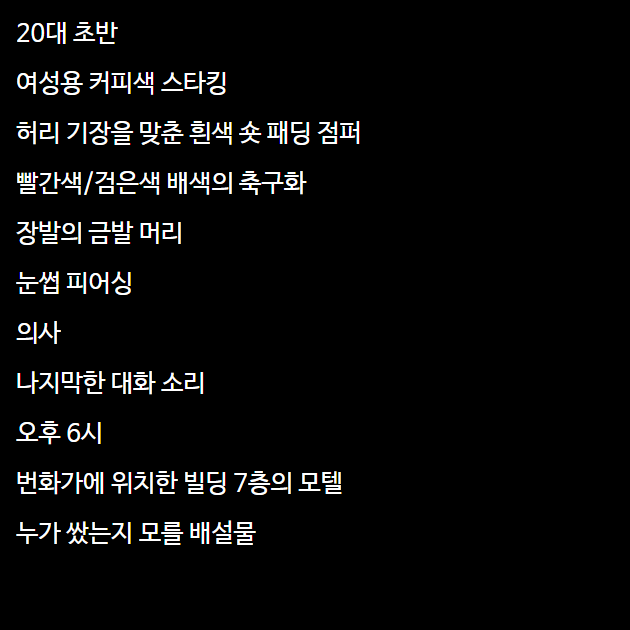 20대 초반
여성용 커피색 스타킹
허리 기장을 맞춘 흰색 숏 패딩 점퍼
빨간색/검은색 배색의 축구화
장발의 금발 머리
눈썹 피어싱
의사
나지막한 대화 소리
오후 6시
번화가에 위치한 빌딩 7층의 모텔
누가 쌌는지 모를 배설물